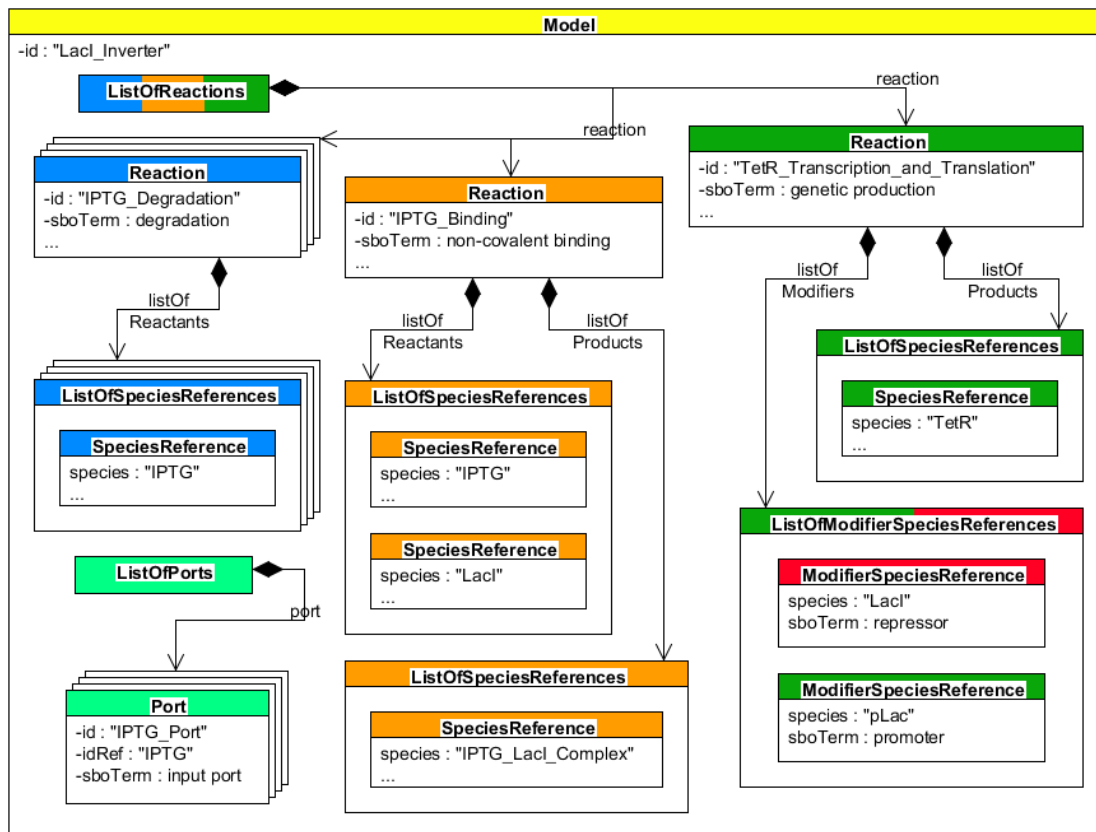 Model
-id : "LacI_Inverter"
ListOfReactions
reaction
reaction
Reaction
-id : "IPTG_Degradation"
-sboTerm : degradation
...
listOf
Reactants
ListOfSpeciesReferences
SpeciesReference
species : "IPTG"
...
ListOfPorts
port
Port
-id : "IPTG_Port"
-idRef : "IPTG"
-sboTerm : input port
Reaction
-id : "IPTG_Binding"
-sboTerm : non-covalent binding
...
listOf
Reactants
listOf
Products
ListOfSpeciesReferences
SpeciesReference
species : "IPTG"
...
SpeciesReference
species : "LacI"
...
ListOfSpeciesReferences
SpeciesReference
species : "IPTG_LacI_Complex"
...
Reaction
-id : "TetR_Transcription_and_Translation"
-sboTerm : genetic production
...
listOf
Modifiers
listOf
Products
ListOfSpeciesReferences
SpeciesReference
species : "TetR"
...
ListOfModifierSpeciesReferences
ModifierSpeciesReference
species : "LacI"
sboTerm : repressor
ModifierSpeciesReference
species : "pLac"
sboTerm : promoter